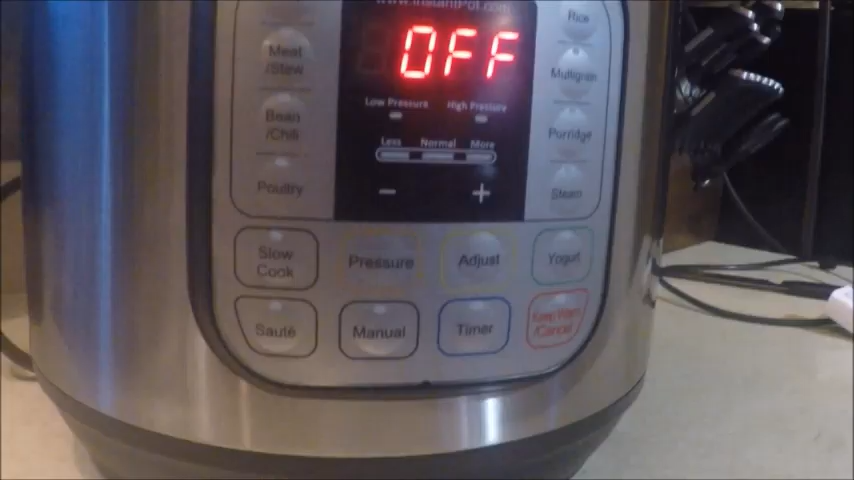 www.InstantPot.com
OFF
Rice
Meat
/Stew
Multigrain
Low Pressure High Pressure
Bean
/Chili
Porridge
Less Normal More
Poultry
- +
Steam
Slow
Cook
Pressure
Adjust
Yogurt
Sauté
Manual
Timer
Keep Warm
/Cancel